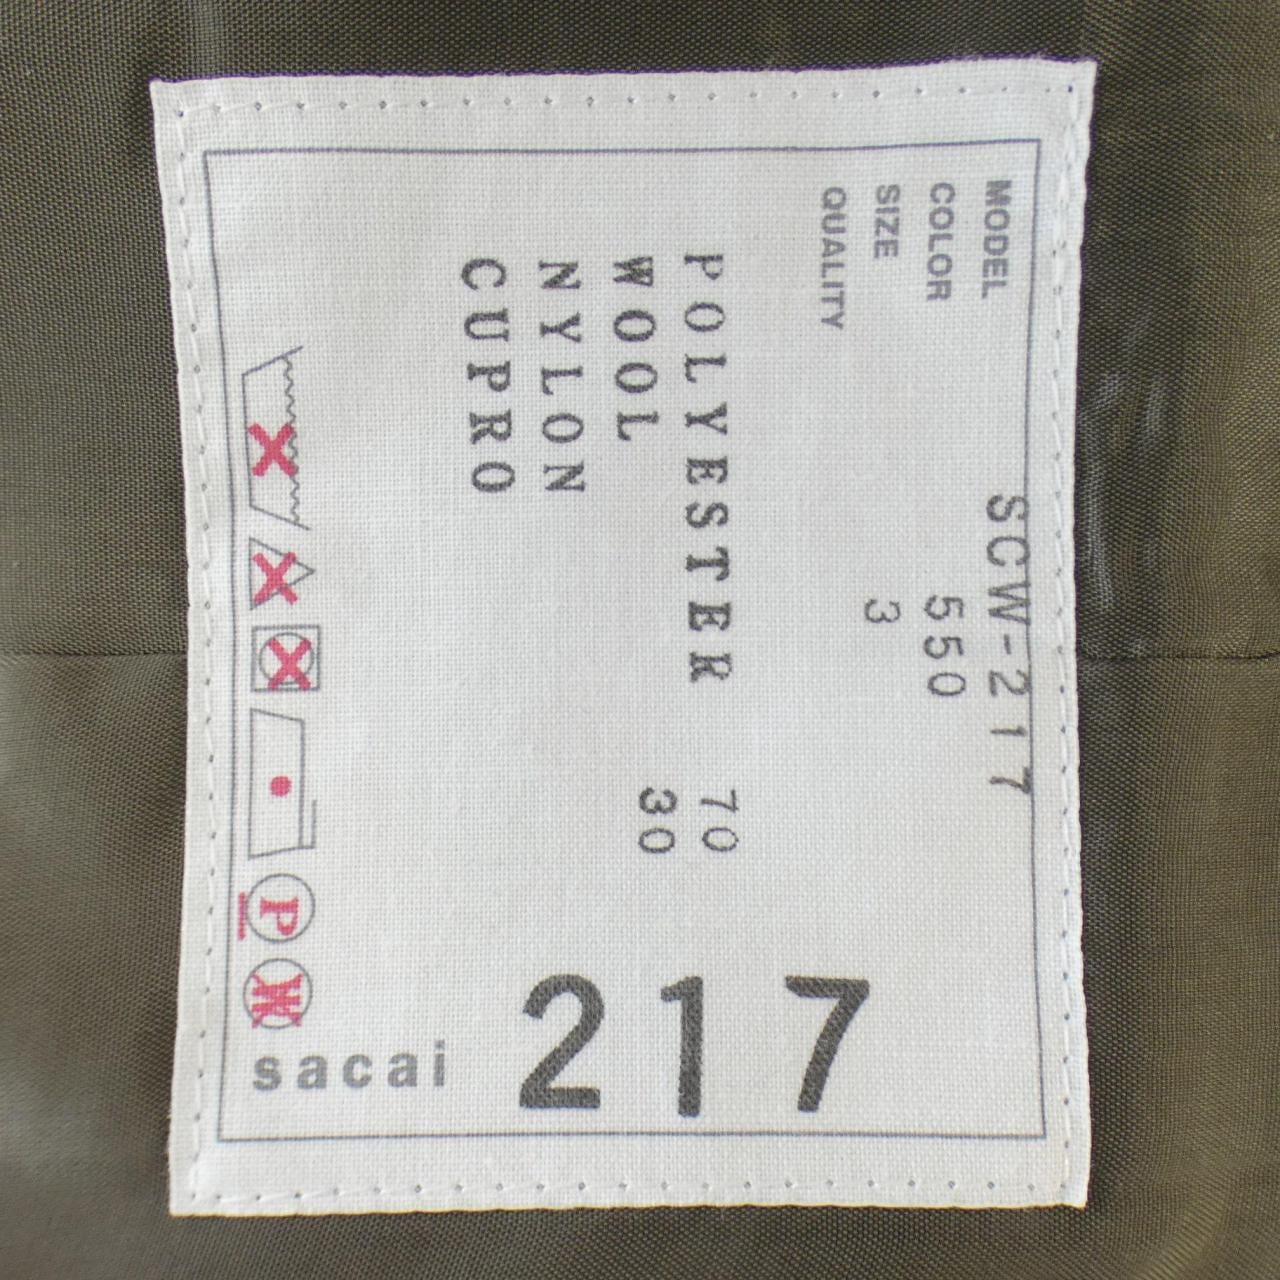 MODEL SCW-217
COLOR 550
SIZE 3
QUALITY
POLYESTER 70
WOOL 30
NYLON
CUPRO
P
W
217
sacai